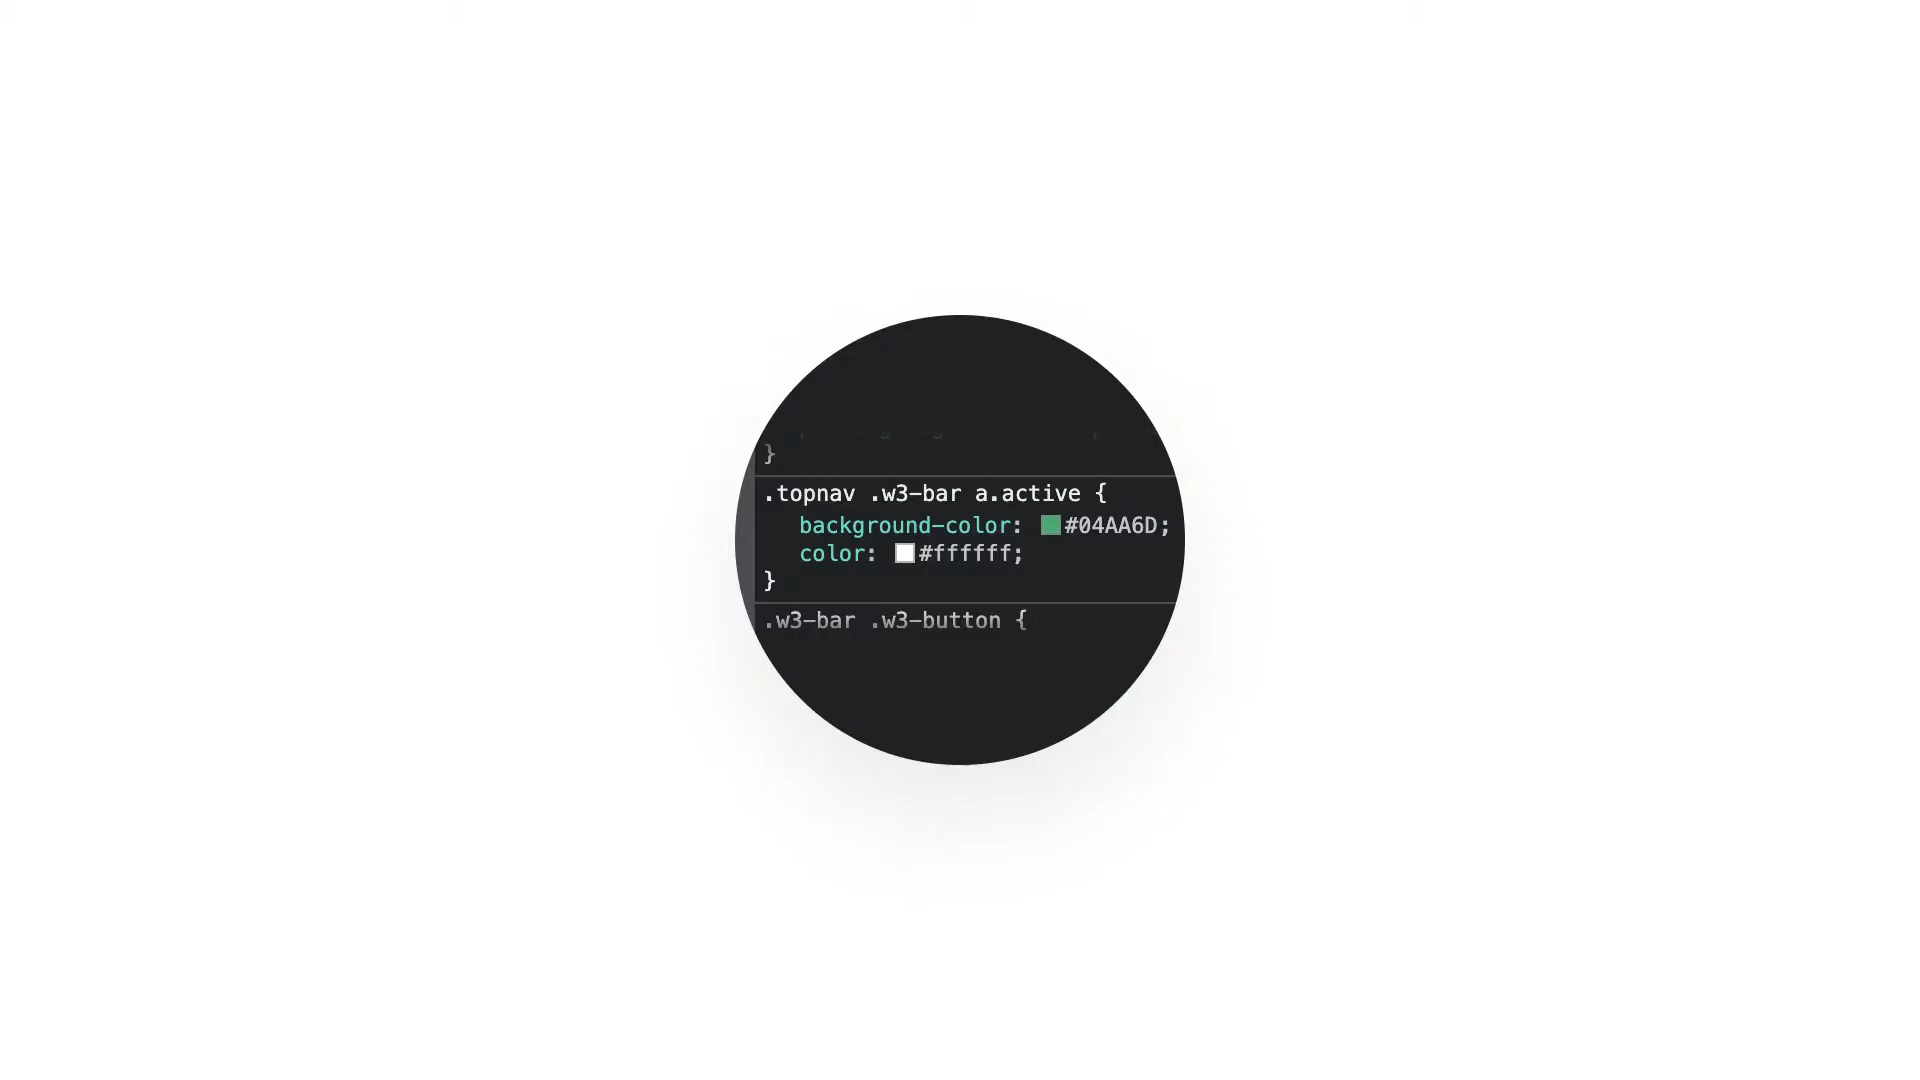 }
.topnav .w3-bar a.active {
background-color: #04AA6D;
color: #ffffff;
}
.w3-bar .w3-button {